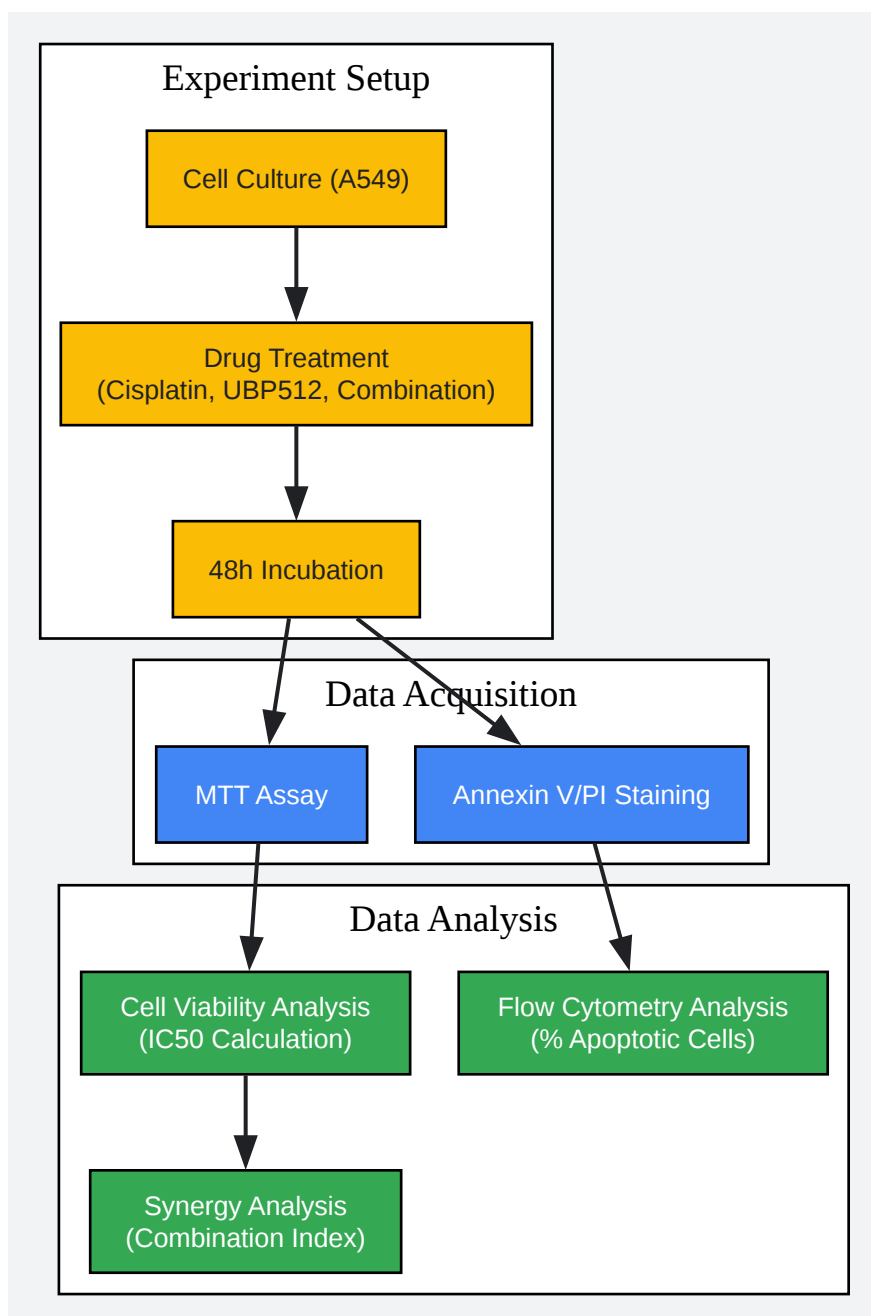 Experiment Setup
Cell Culture (A549)
Drug Treatment
(Cisplatin, UBP512, Combination)
48h Incubation
Data Acquisition
MTT Assay
Annexin V/PI Staining
Data Analysis
Cell Viability Analysis
(IC50 Calculation)
Flow Cytometry Analysis
(% Apoptotic Cells)
Synergy Analysis
(Combination Index)